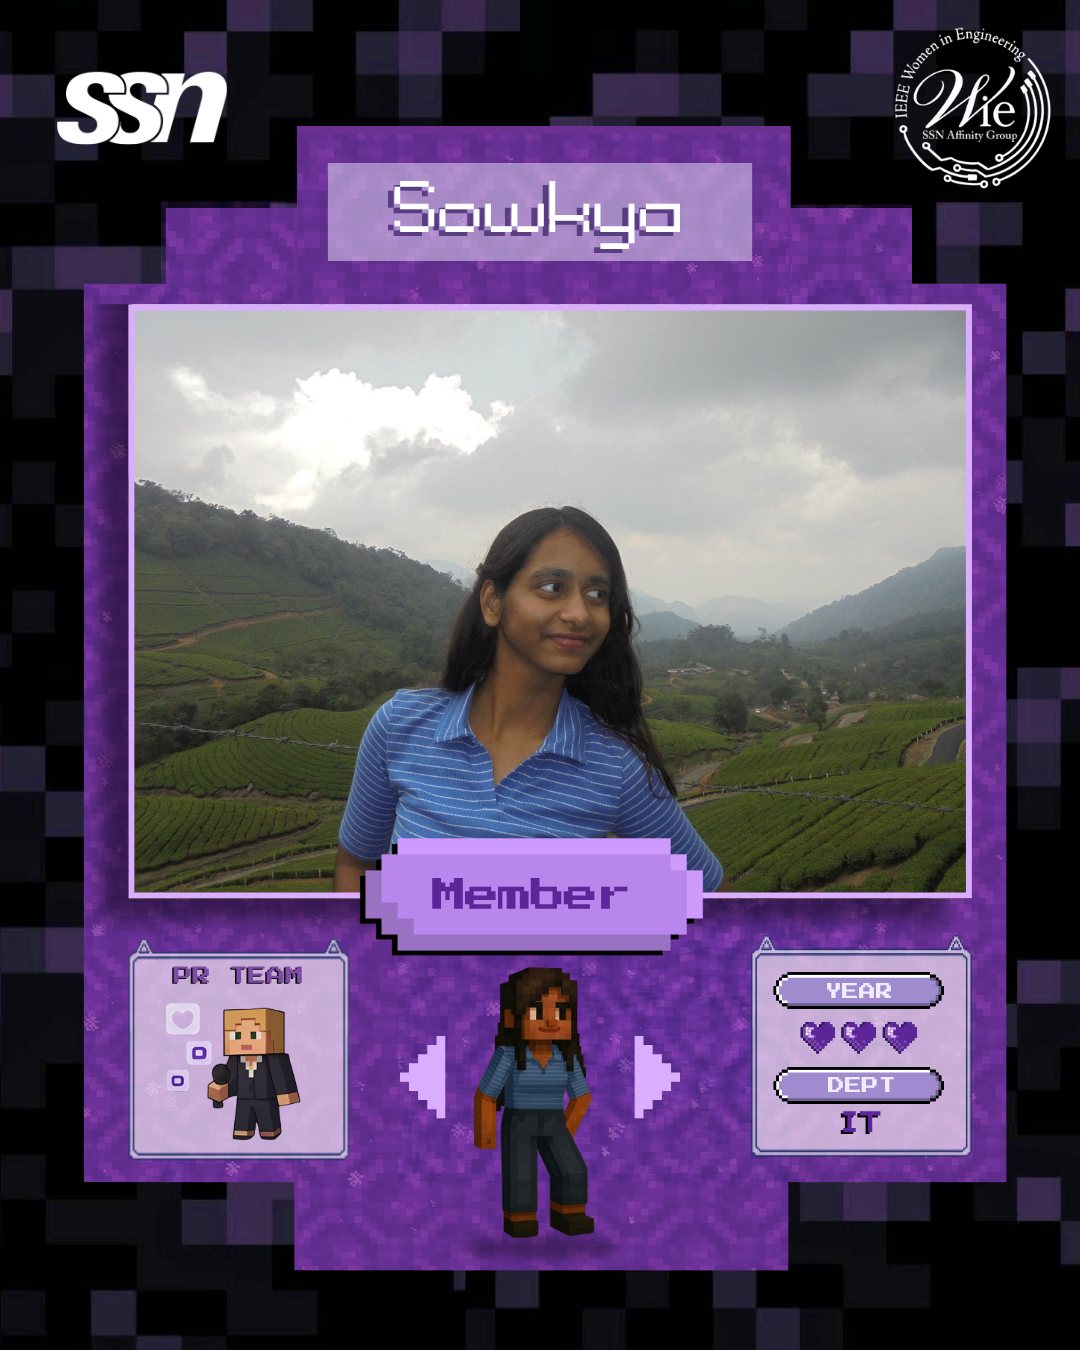 ssn
IEEE Women in Engineering
Wie
SSN Affinity Group
Sowkya
Member
PR TEAM
YEAR
DEPT
IT